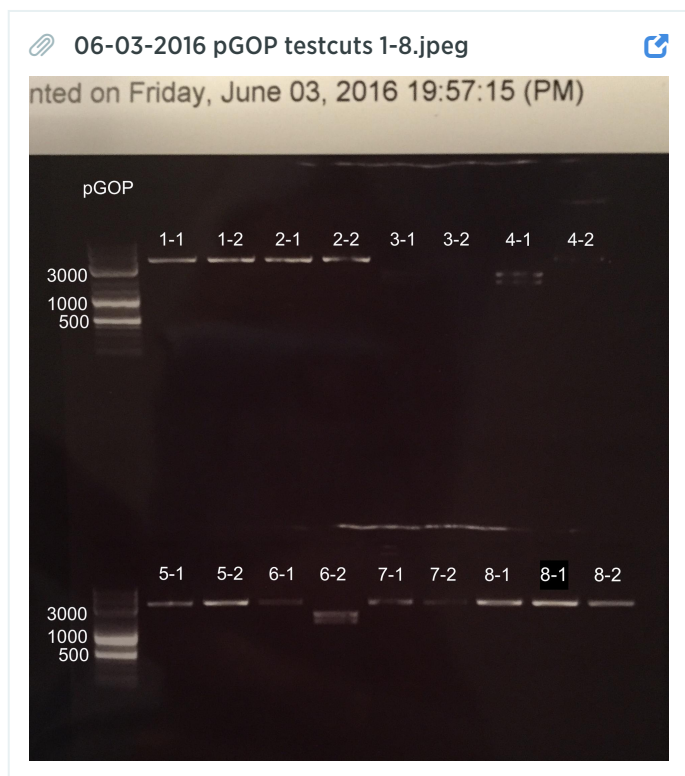 06-03-2016 pGOP testcuts 1-8.jpeg
nted on Friday, June 03, 2016 19:57:15 (PM)
pGOP
1-1 1-2 2-1 2-2 3-1 3-2 4-1 4-2
3000
1000
500
5-1 5-2 6-1 6-2 7-1 7-2 8-1 8-1 8-2
3000
1000
500